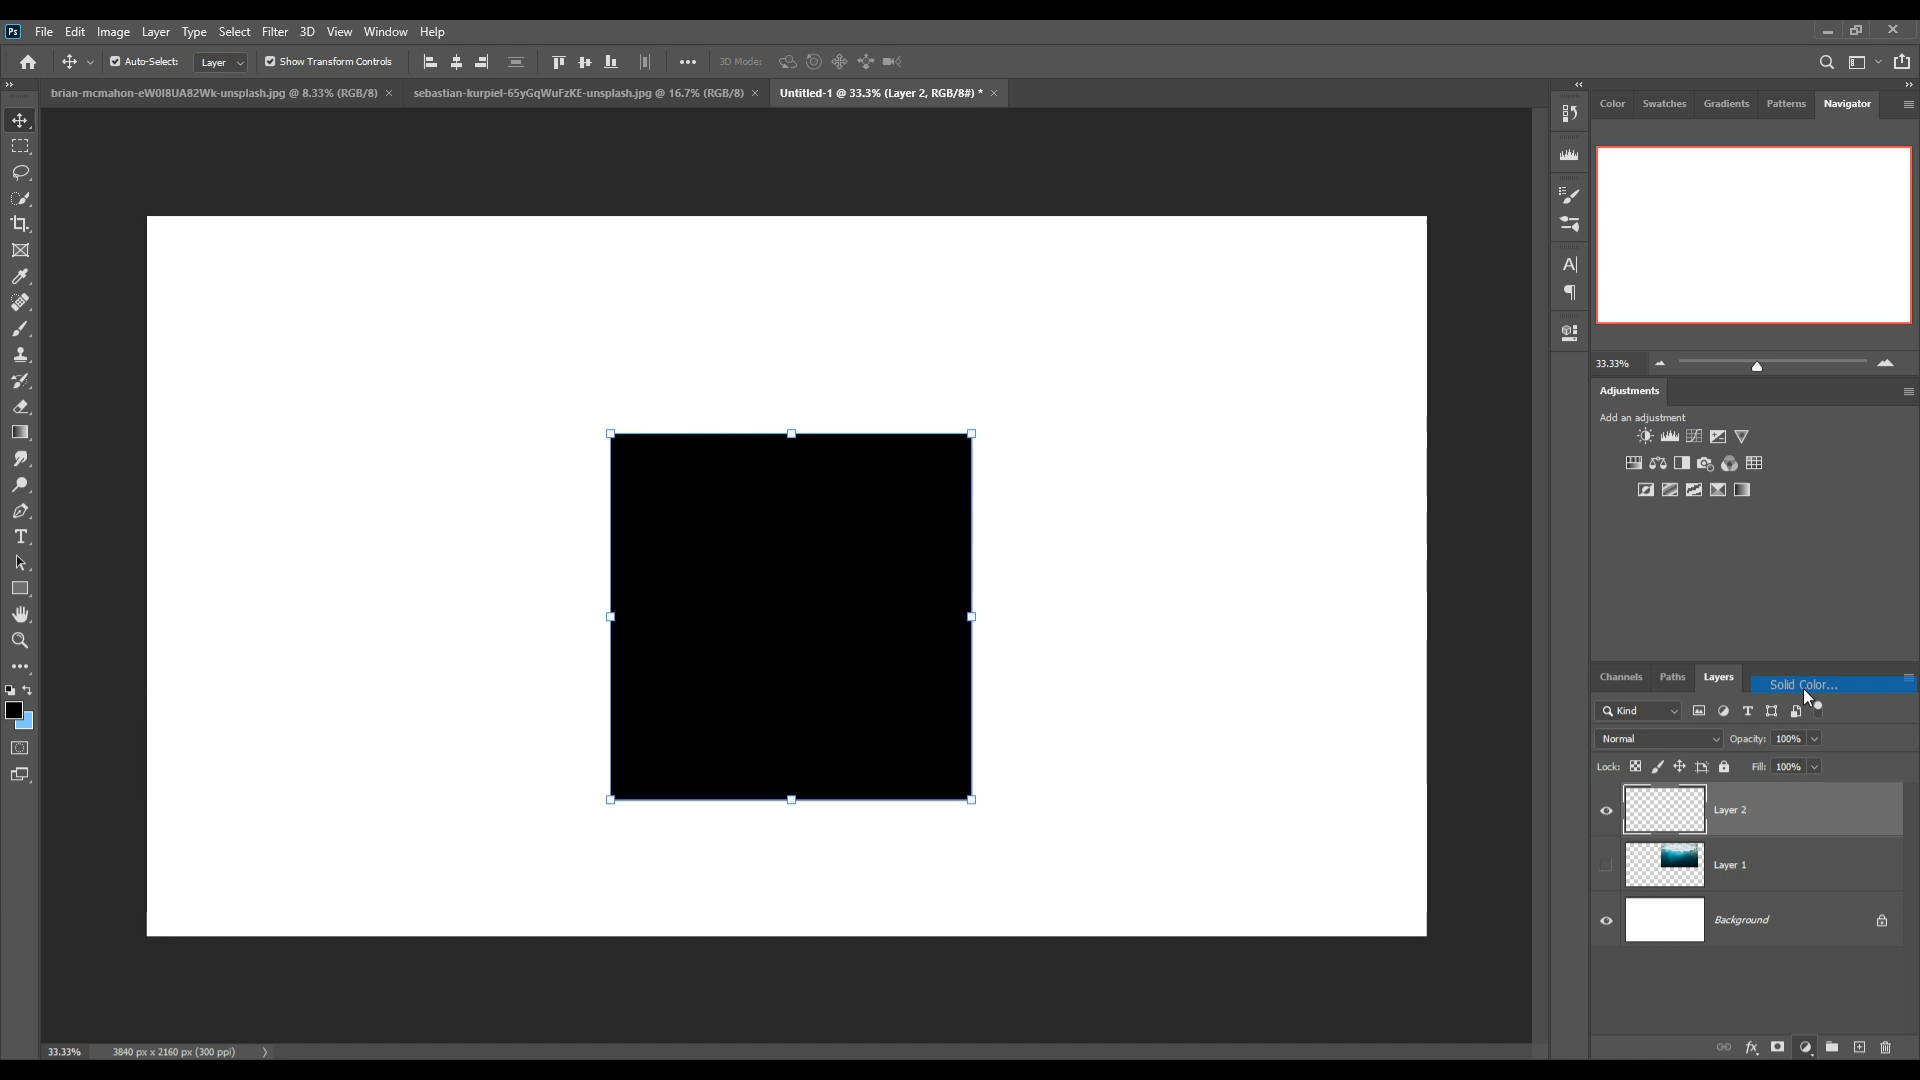 Ps File Edit Image Layer Type Select Filter 3D View Window Help
Auto-Select: Layer Show Transform Controls 3D Mode:
brian-mcmahon-eW0I8UA82Wk-unsplash.jpg @ 8.33% (RGB/8) × sebastian-kurpiel-65yGqWuFzKE-unsplash.jpg @ 16.7% (RGB/8) × Untitled-1 @ 33.3% (Layer 2, RGB/8#) * ×
Color Swatches Gradients Patterns Navigator
33.33%
Adjustments
Add an adjustment
Channels Paths Layers Solid Color...
Kind
Normal Opacity: 100%
Lock: Fill: 100%
Layer 2
Layer 1
Background
33.33% 3840 px x 2160 px (300 ppi)